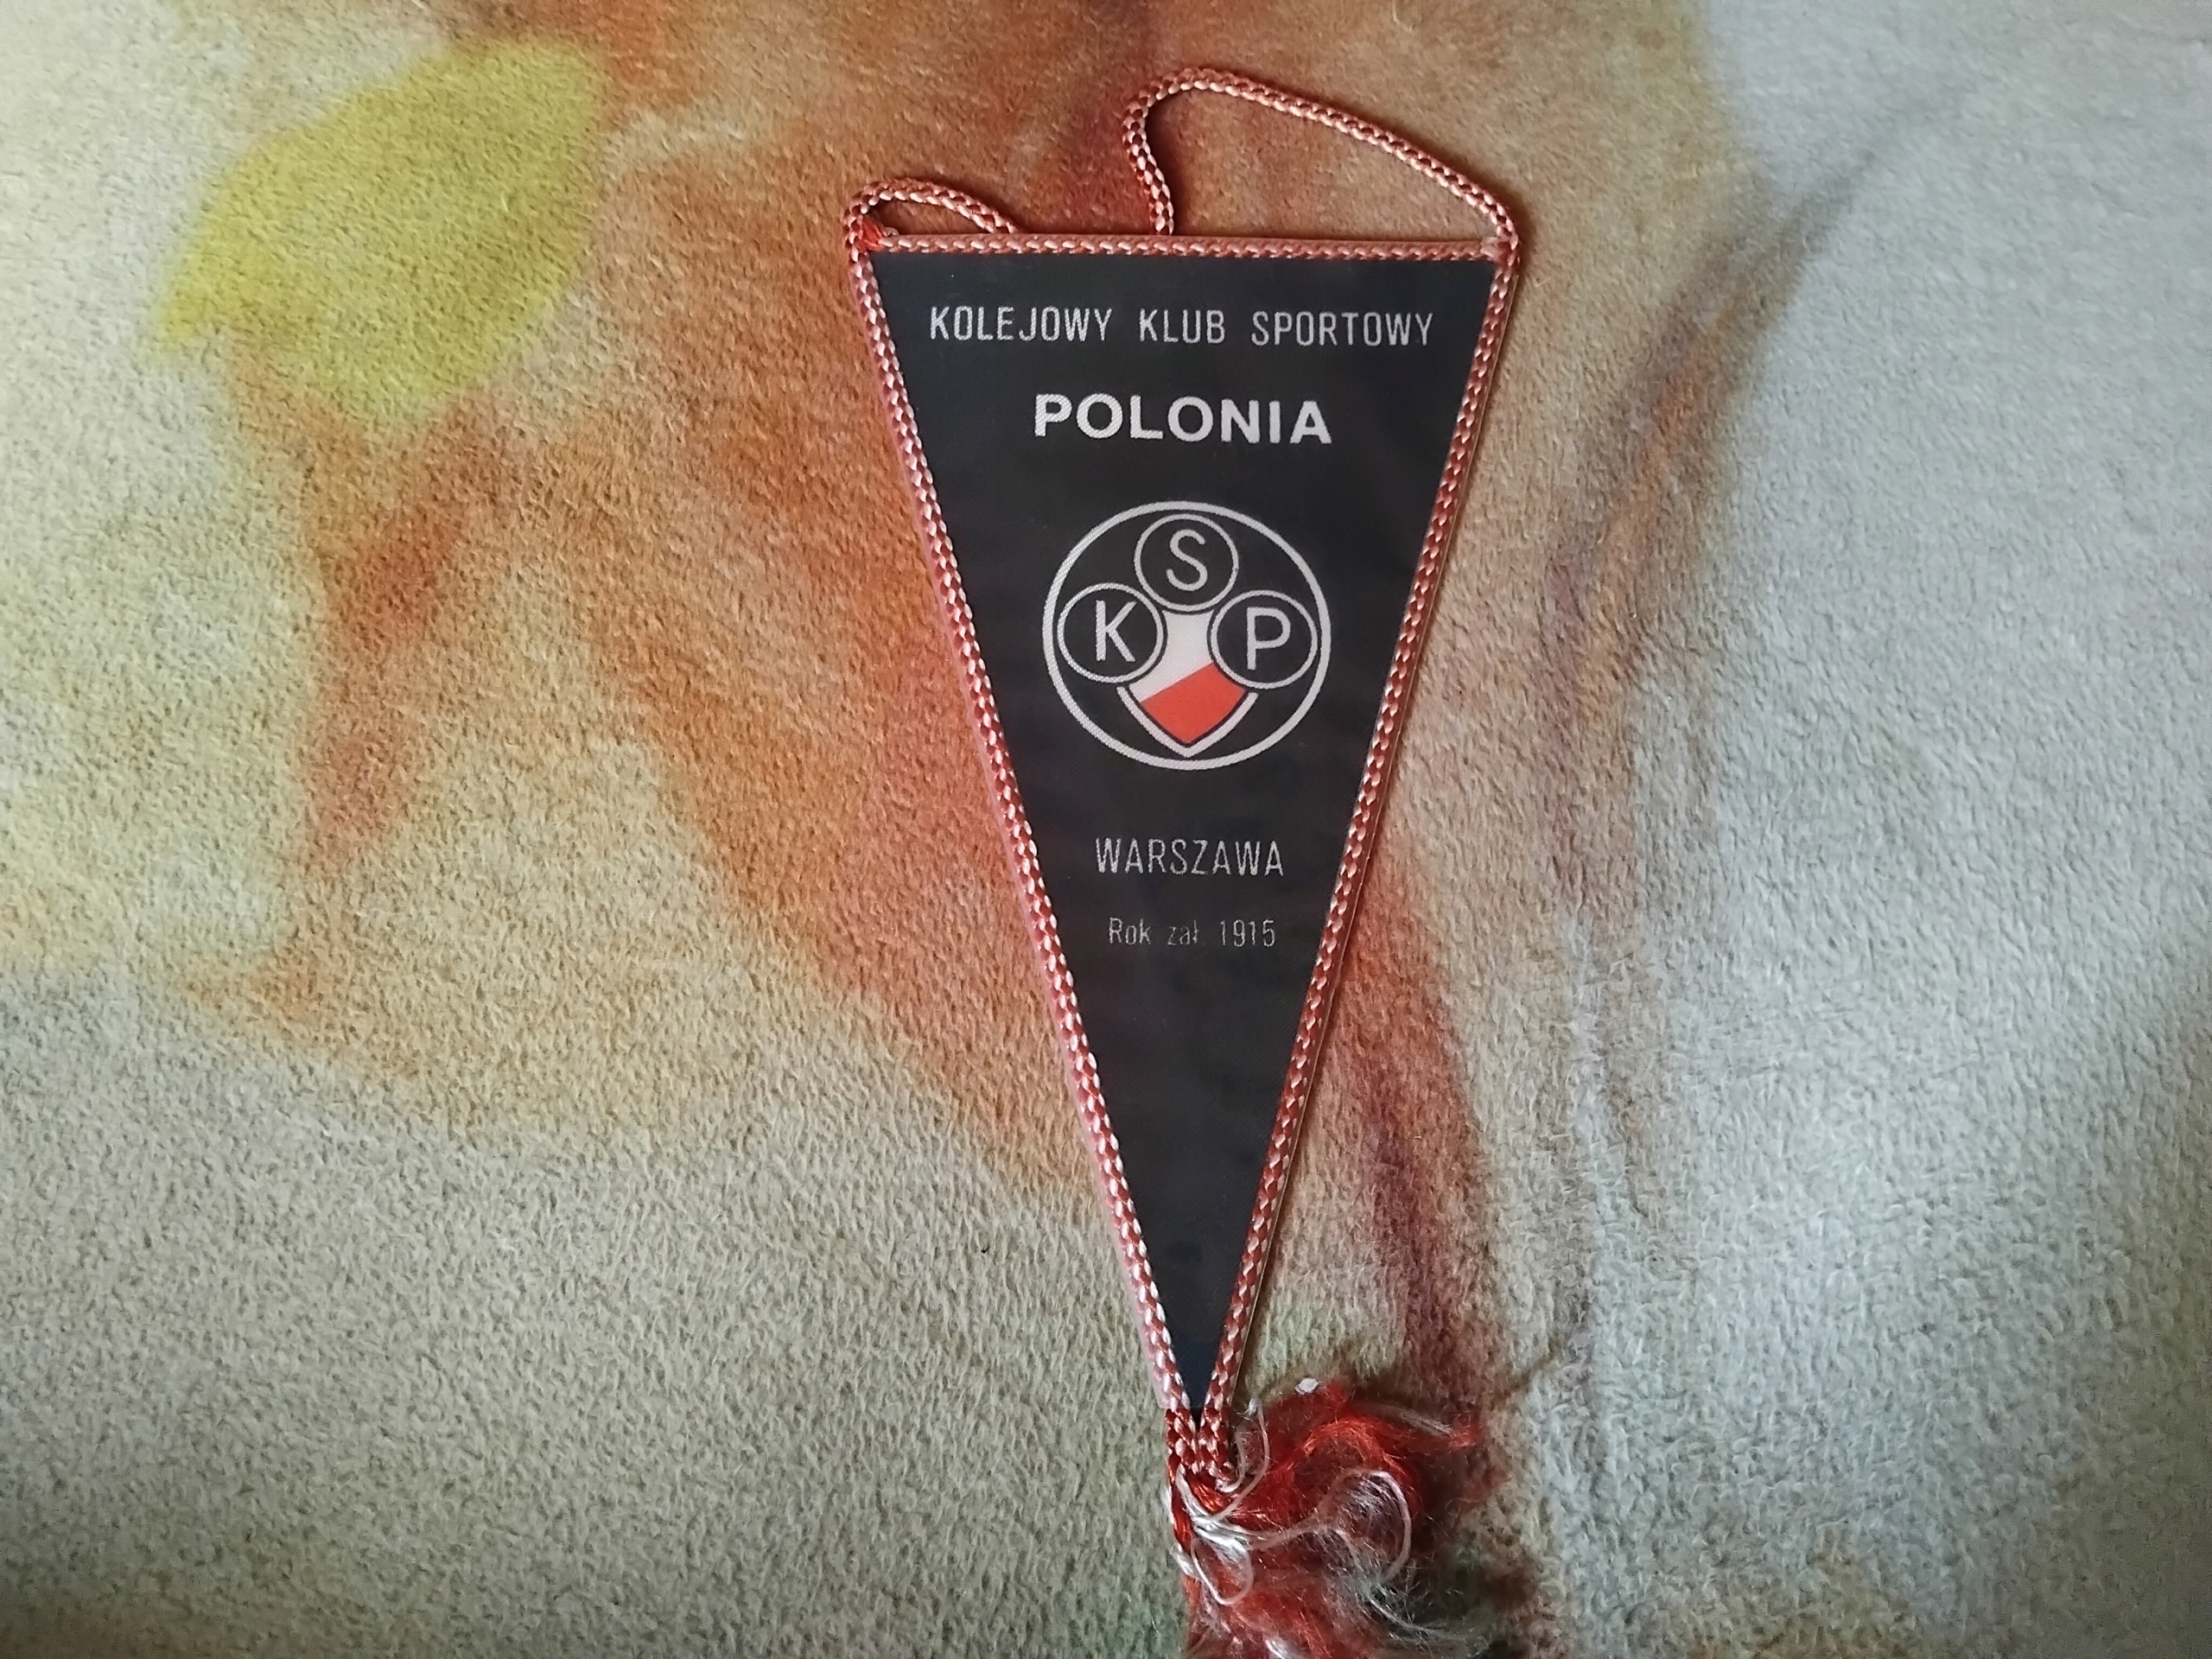 KOLEJOWY KLUB SPORTOWY
POLONIA
S
K P
WARSZAWA
Rok zał. 1915